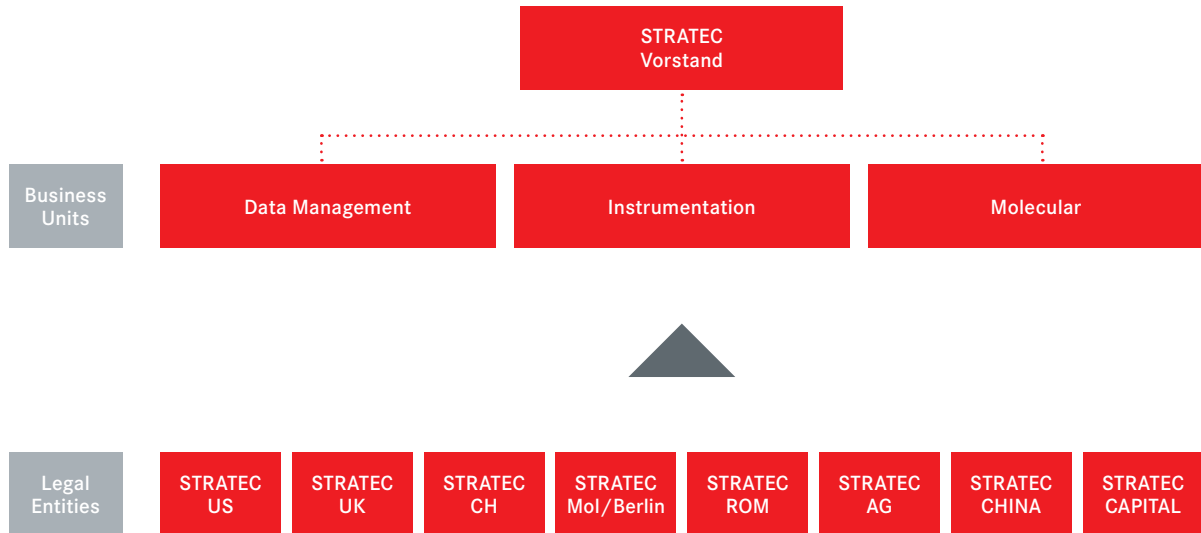 STRATEC
Vorstand
Business
Units
Data Management
Instrumentation
Molecular
Legal
Entities
STRATEC
US
STRATEC
UK
STRATEC
CH
STRATEC
Mol/Berlin
STRATEC
ROM
STRATEC
AG
STRATEC
CHINA
STRATEC
CAPITAL